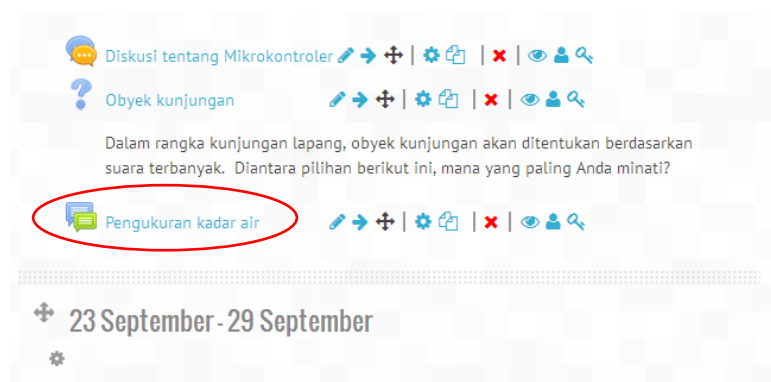 Diskusi tentang Mikrokontroler
Obyek kunjungan
Dalam rangka kunjungan lapang, obyek kunjungan akan ditentukan berdasarkan
suara terbanyak. Diantara pilihan berikut ini, mana yang paling Anda minati?
Pengukuran kadar air
23 September - 29 September